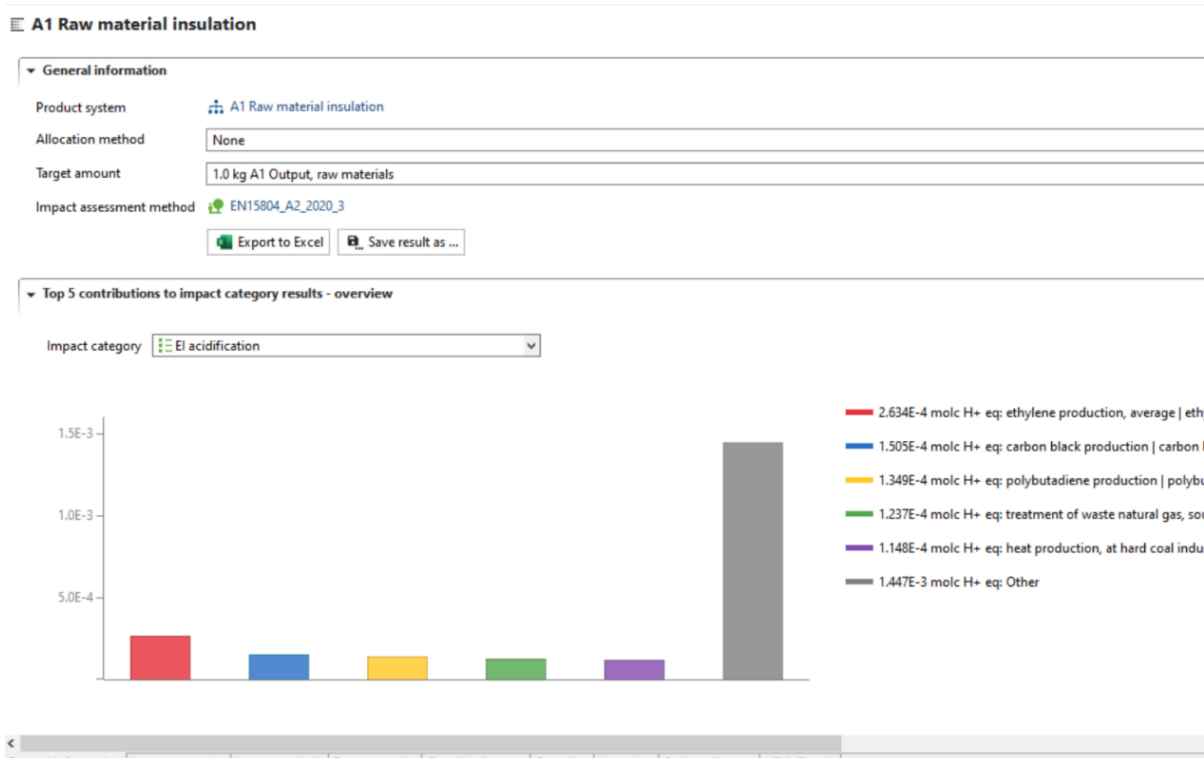 A1 Raw material insulation
General information
Product system A1 Raw material insulation
Allocation method None
Target amount 1.0 kg A1 Output, raw materials
Impact assessment method EN15804_A2_2020_3
Export to Excel Save result as ...
Top 5 contributions to impact category results - overview
Impact category EI acidification
1.5E-3
1.0E-3
5.0E-4
2.634E-4 molc H+ eq: ethylene production, average |
1.505E-4 molc H+ eq: carbon black production | carbon
1.349E-4 molc H+ eq: polybutadiene production |
1.237E-4 molc H+ eq: treatment of waste natural gas,
1.148E-4 molc H+ eq: heat production, at hard coal
1.447E-3 molc H+ eq: Other